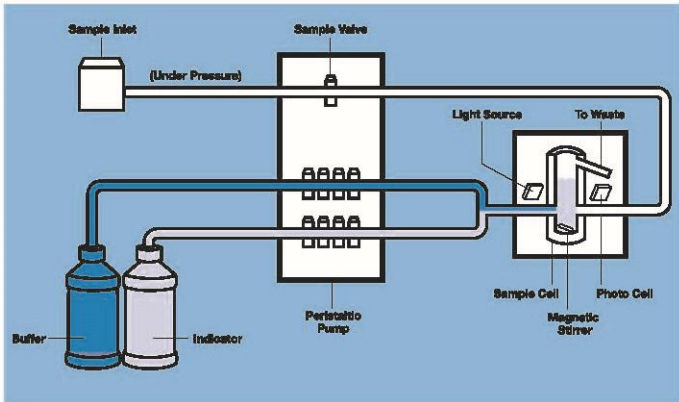 Sample Inlet
Sample Valve
(Under Pressure)
Light Source
To Waste
Sample Cell
Photo Cell
Magnetic
Stirrer
Peristaltic
Pump
Buffer
Indicator